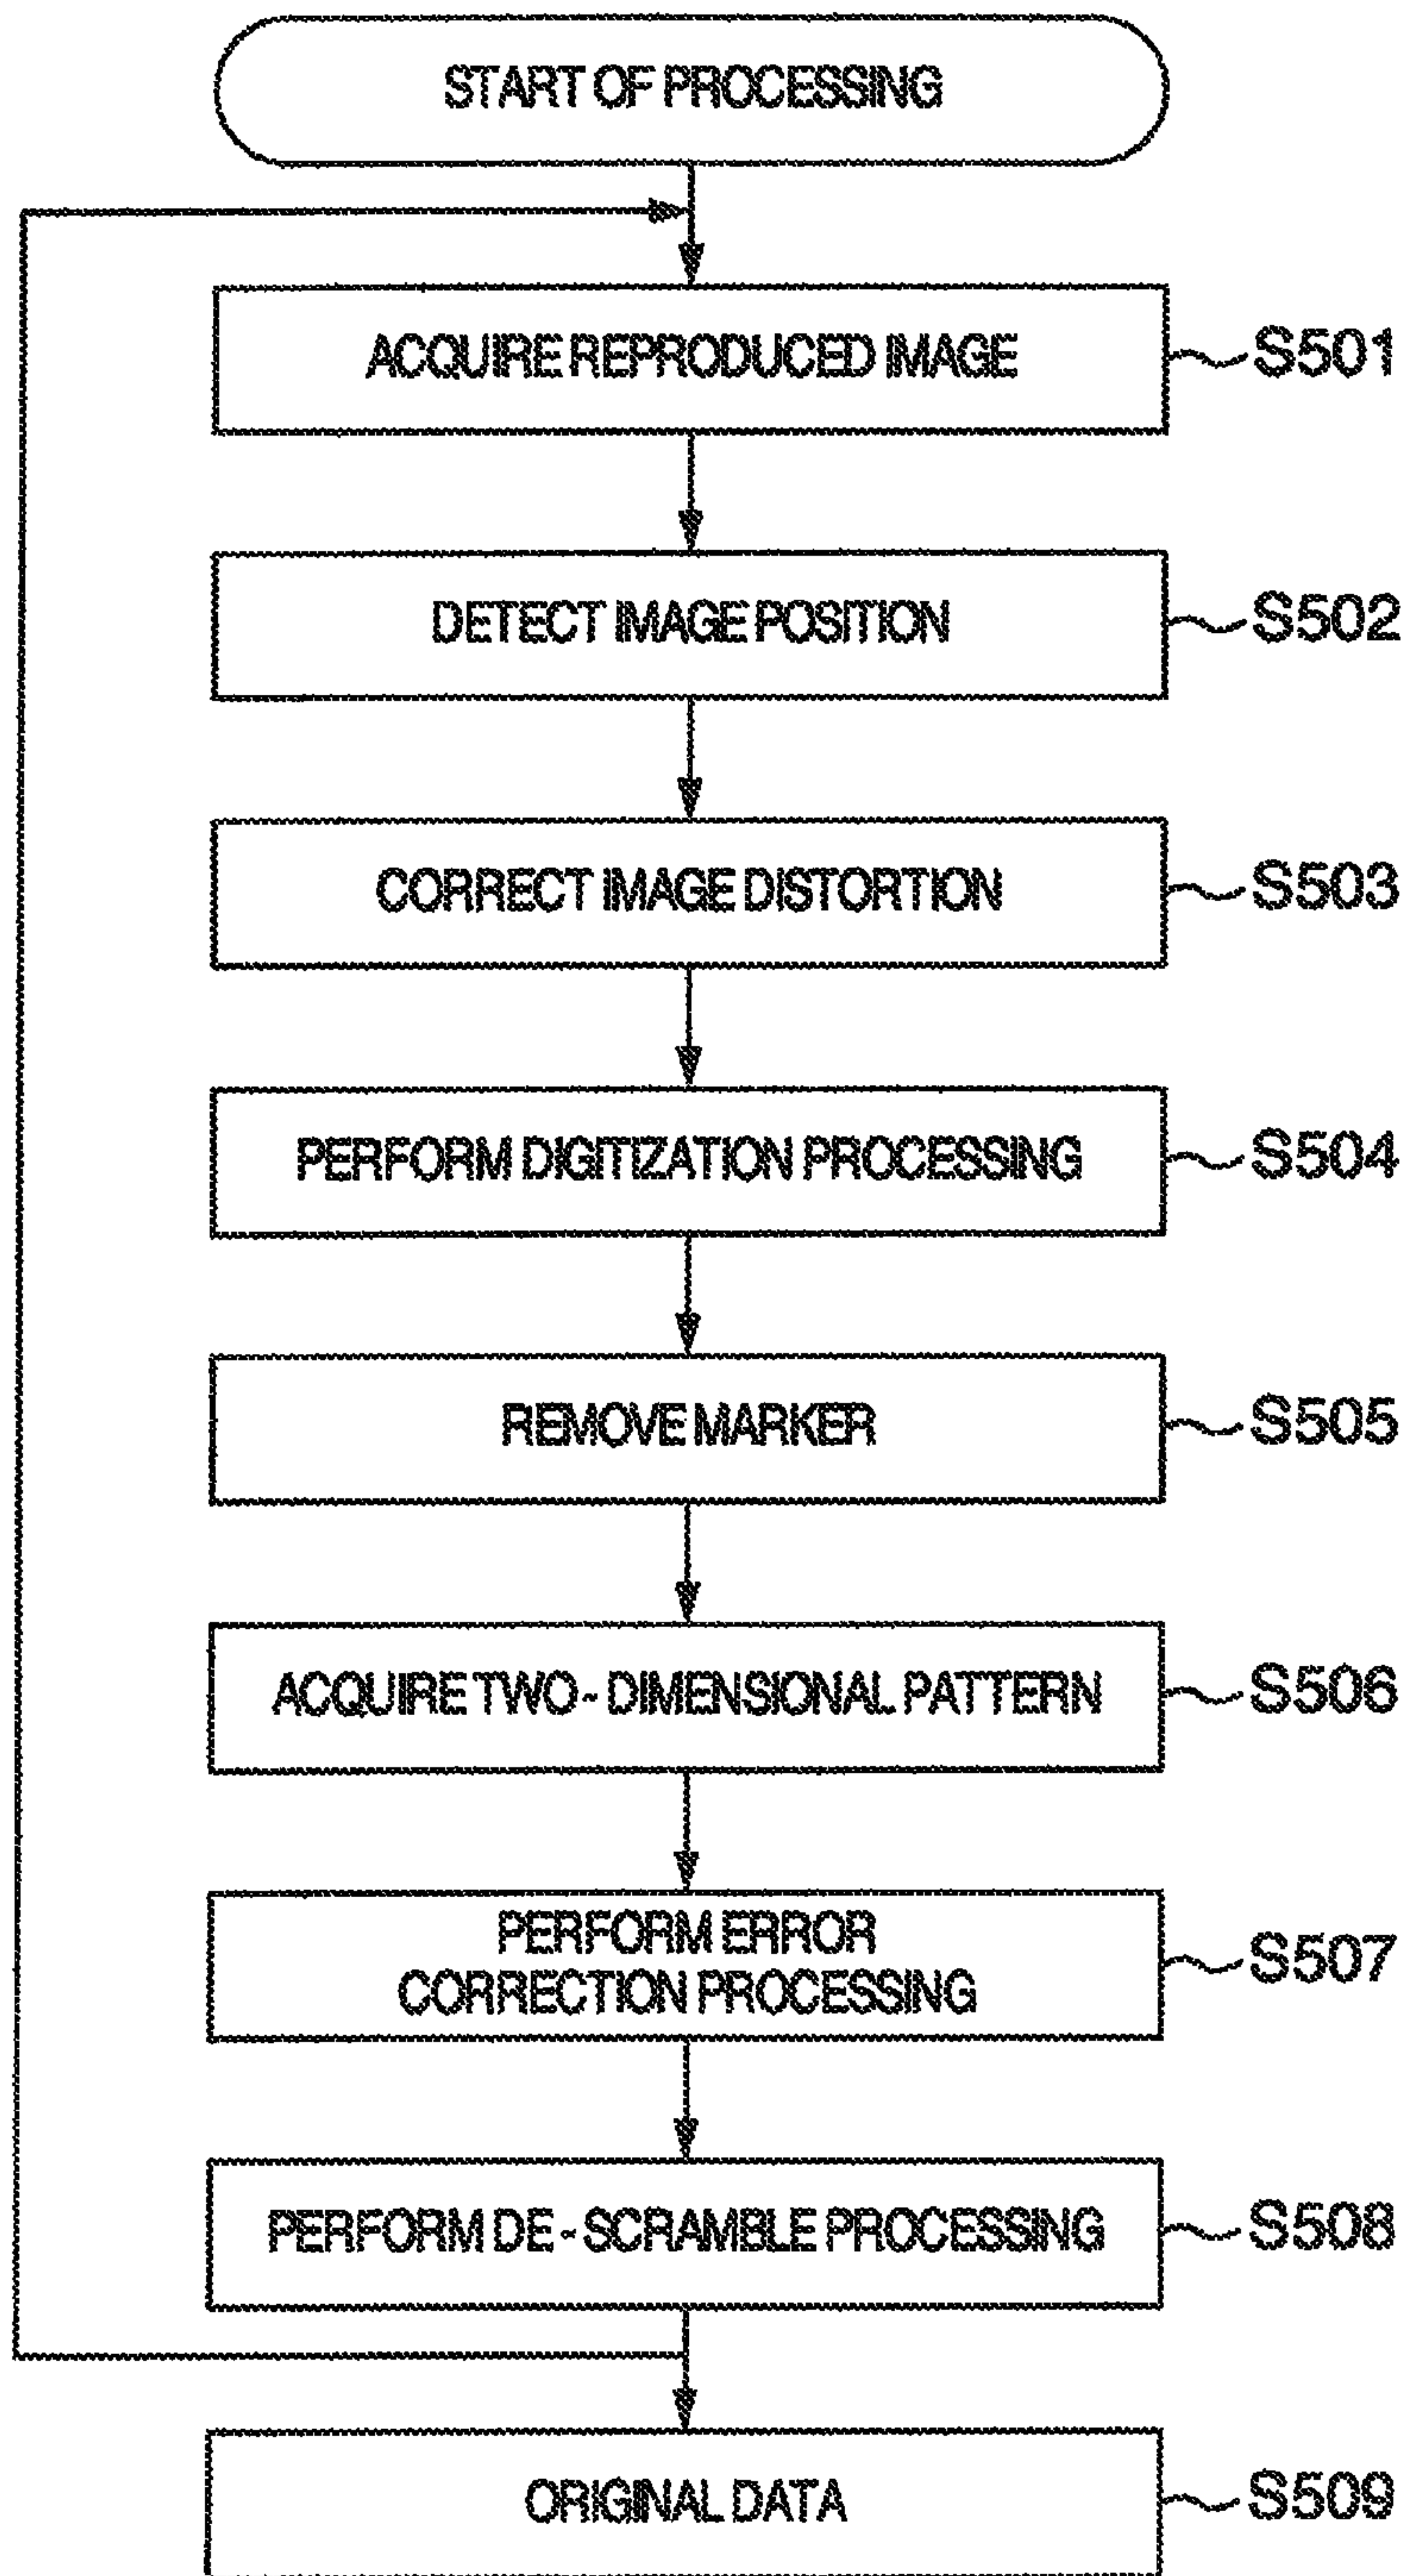 START OF PROCESSING
ACQUIRE REPRODUCED IMAGE
S501
DETECT IMAGE POSITION
S502
CORRECT IMAGE DISTORTION
S503
PERFORM DIGITIZATION PROCESSING
S504
REMOVE MARKER
S505
ACQUIRE TWO-DIMENSIONAL PATTERN
S506
PERFORM ERROR
CORRECTION PROCESSING
S507
PERFORM DE-SCRAMBLE PROCESSING
S508
ORIGINAL DATA
S509